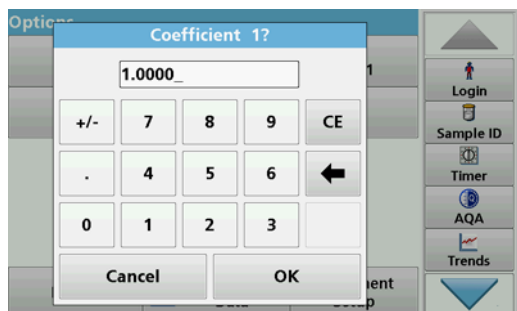 Options
Coefficient 1?
1.0000_
1
+/- 7 8 9 CE
. 4 5 6
0 1 2 3
Cancel OK
Login
Sample ID
Timer
AQA
Trends